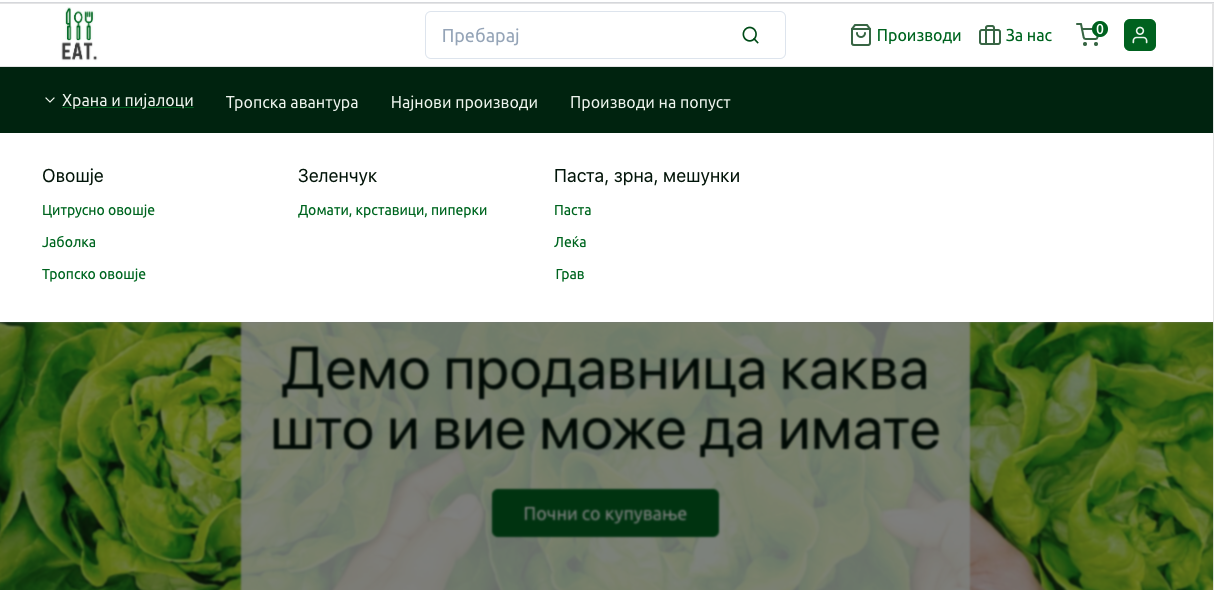 EAT.
Пребарај
Производи
За нас
0
Храна и пијалоци
Тропска авантура
Најнови производи
Производи на попуст
Овошје
Цитрусно овошје
Јаболка
Тропско овошје
Зеленчук
Домати, крставици, пиперки
Паста, зрна, мешунки
Паста
Леќа
Грав
Демо продавница каква
што и вие може да имате
Почни со купување